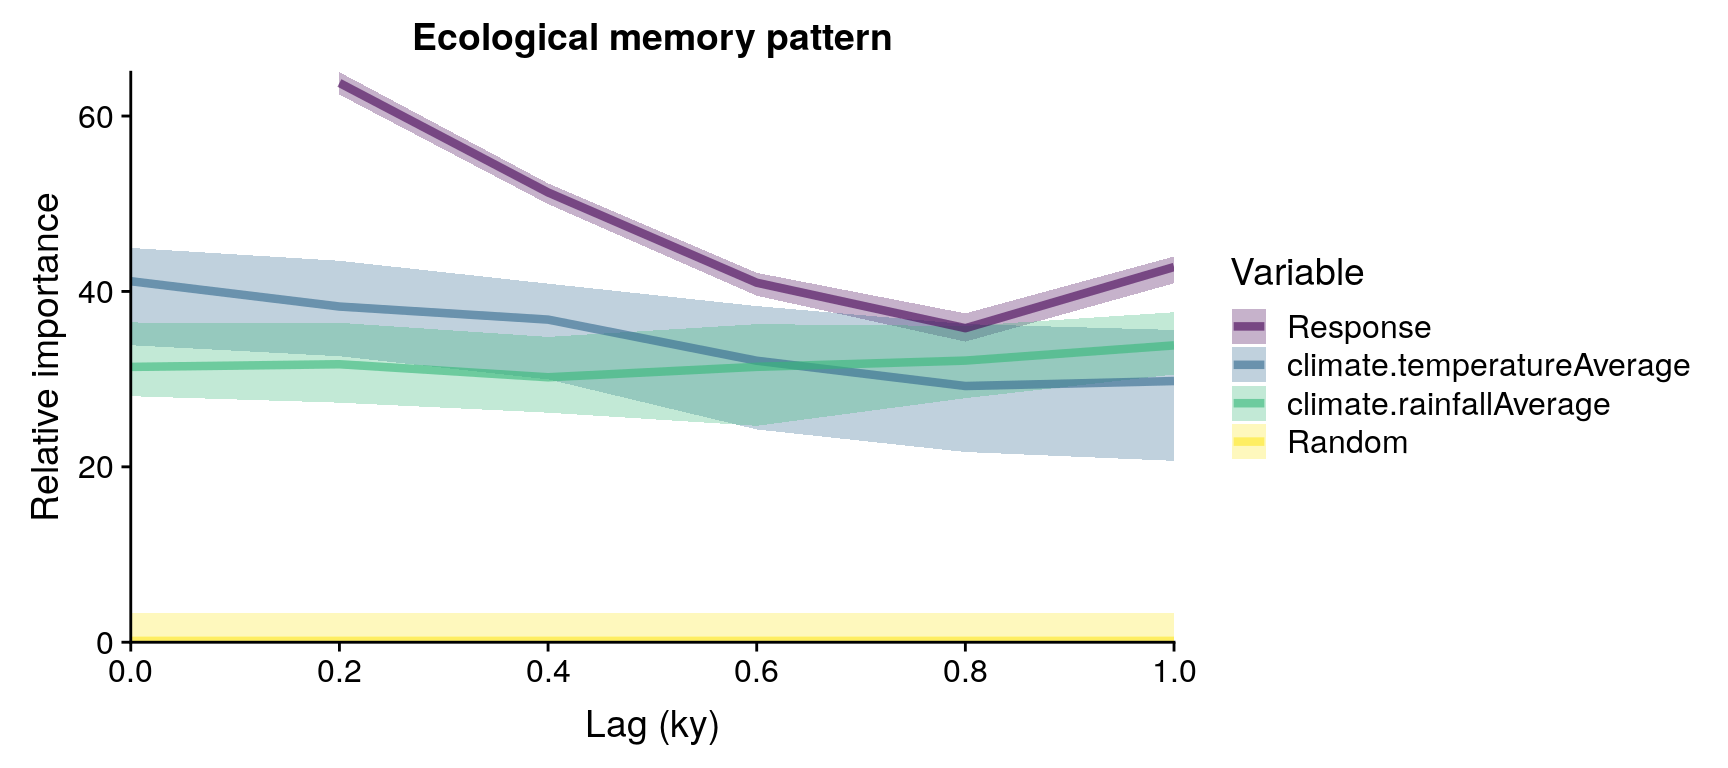 Ecological memory pattern
Relative importance
60
40
20
0
0.0 0.2 0.4 0.6 0.8 1.0
Lag (ky)
Variable
Response
climate.temperatureAverage
climate.rainfallAverage
Random